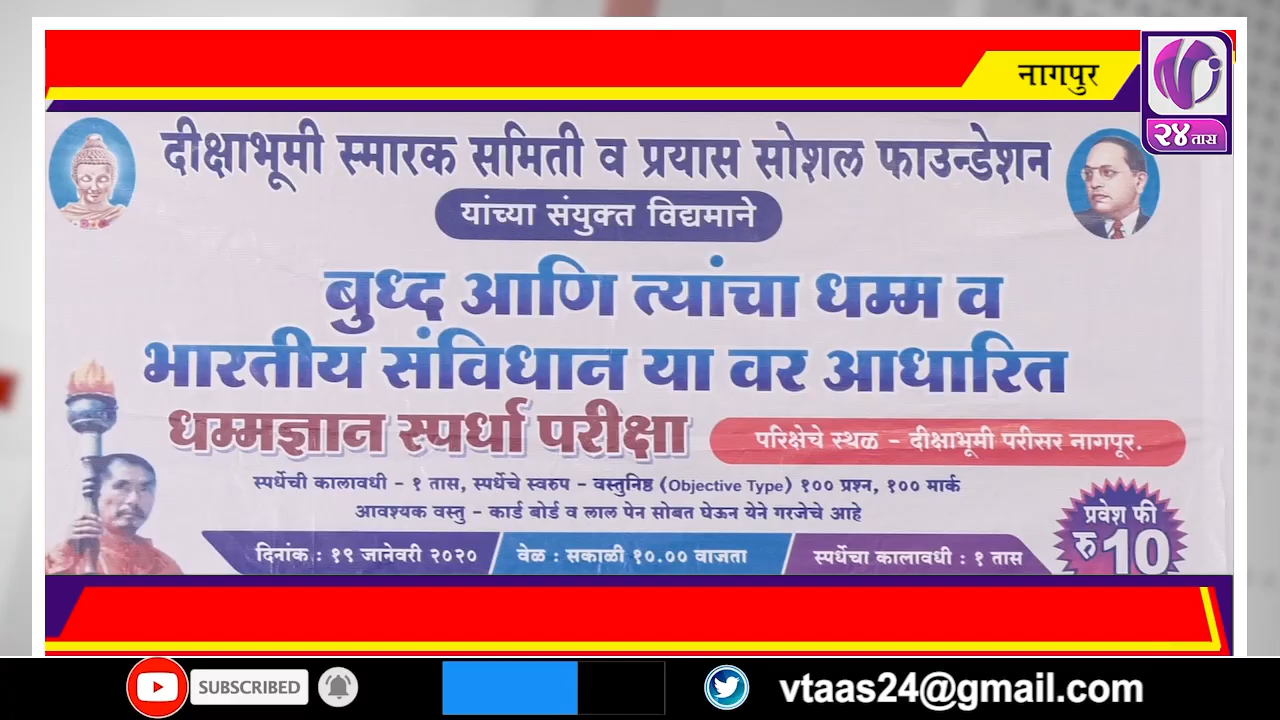 नागपुर
२४ तास
दीक्षाभूमी स्मारक समिती व प्रयास सोशल फाउन्डेशन
यांच्या संयुक्त विद्यमाने
बुध्द आणि त्यांचा धम्म व
भारतीय संविधान या वर आधारित
धम्मज्ञान स्पर्धा परीक्षा
परिक्षेचे स्थळ - दीक्षाभूमी परीसर नागपूर.
स्पर्धेची कालावधी - १ तास, स्पर्धेचे स्वरुप - वस्तुनिष्ठ (Objective Type) १०० प्रश्न, १०० मार्क
आवश्यक वस्तु - कार्ड बोर्ड व लाल पेन सोबत घेऊन येने गरजेचे आहे
प्रवेश फी
रु 10
दिनांक : १९ जानेवरी २०२० वेळ : सकाळी १०.०० वाजता स्पर्धेचा कालावधी : १ तास
SUBSCRIBED
vtaas24@gmail.com